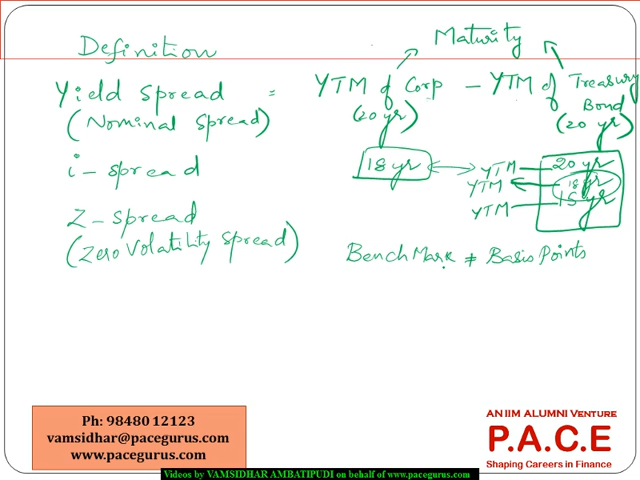 Definition
Maturity
Yield Spread = YTM of Corp - YTM of Treasury Bond
(Nominal Spread)
(20 yr)
(20 yr)
i-spread
18 yr
YTM 20 yr
YTM 18 yr
YTM 15 yr
Z-spread
(Zero Volatility Spread)
Bench Mark + Basis Points
Ph: 98480 12123
vamsidhar@pacegurus.com
www.pacegurus.com
AN IIM ALUMNI VENTURE
P.A.C.E
Shaping Careers in Finance
Videos by VAMSIDHAR AMBATIPUDI on behalf of www.pacegurus.com